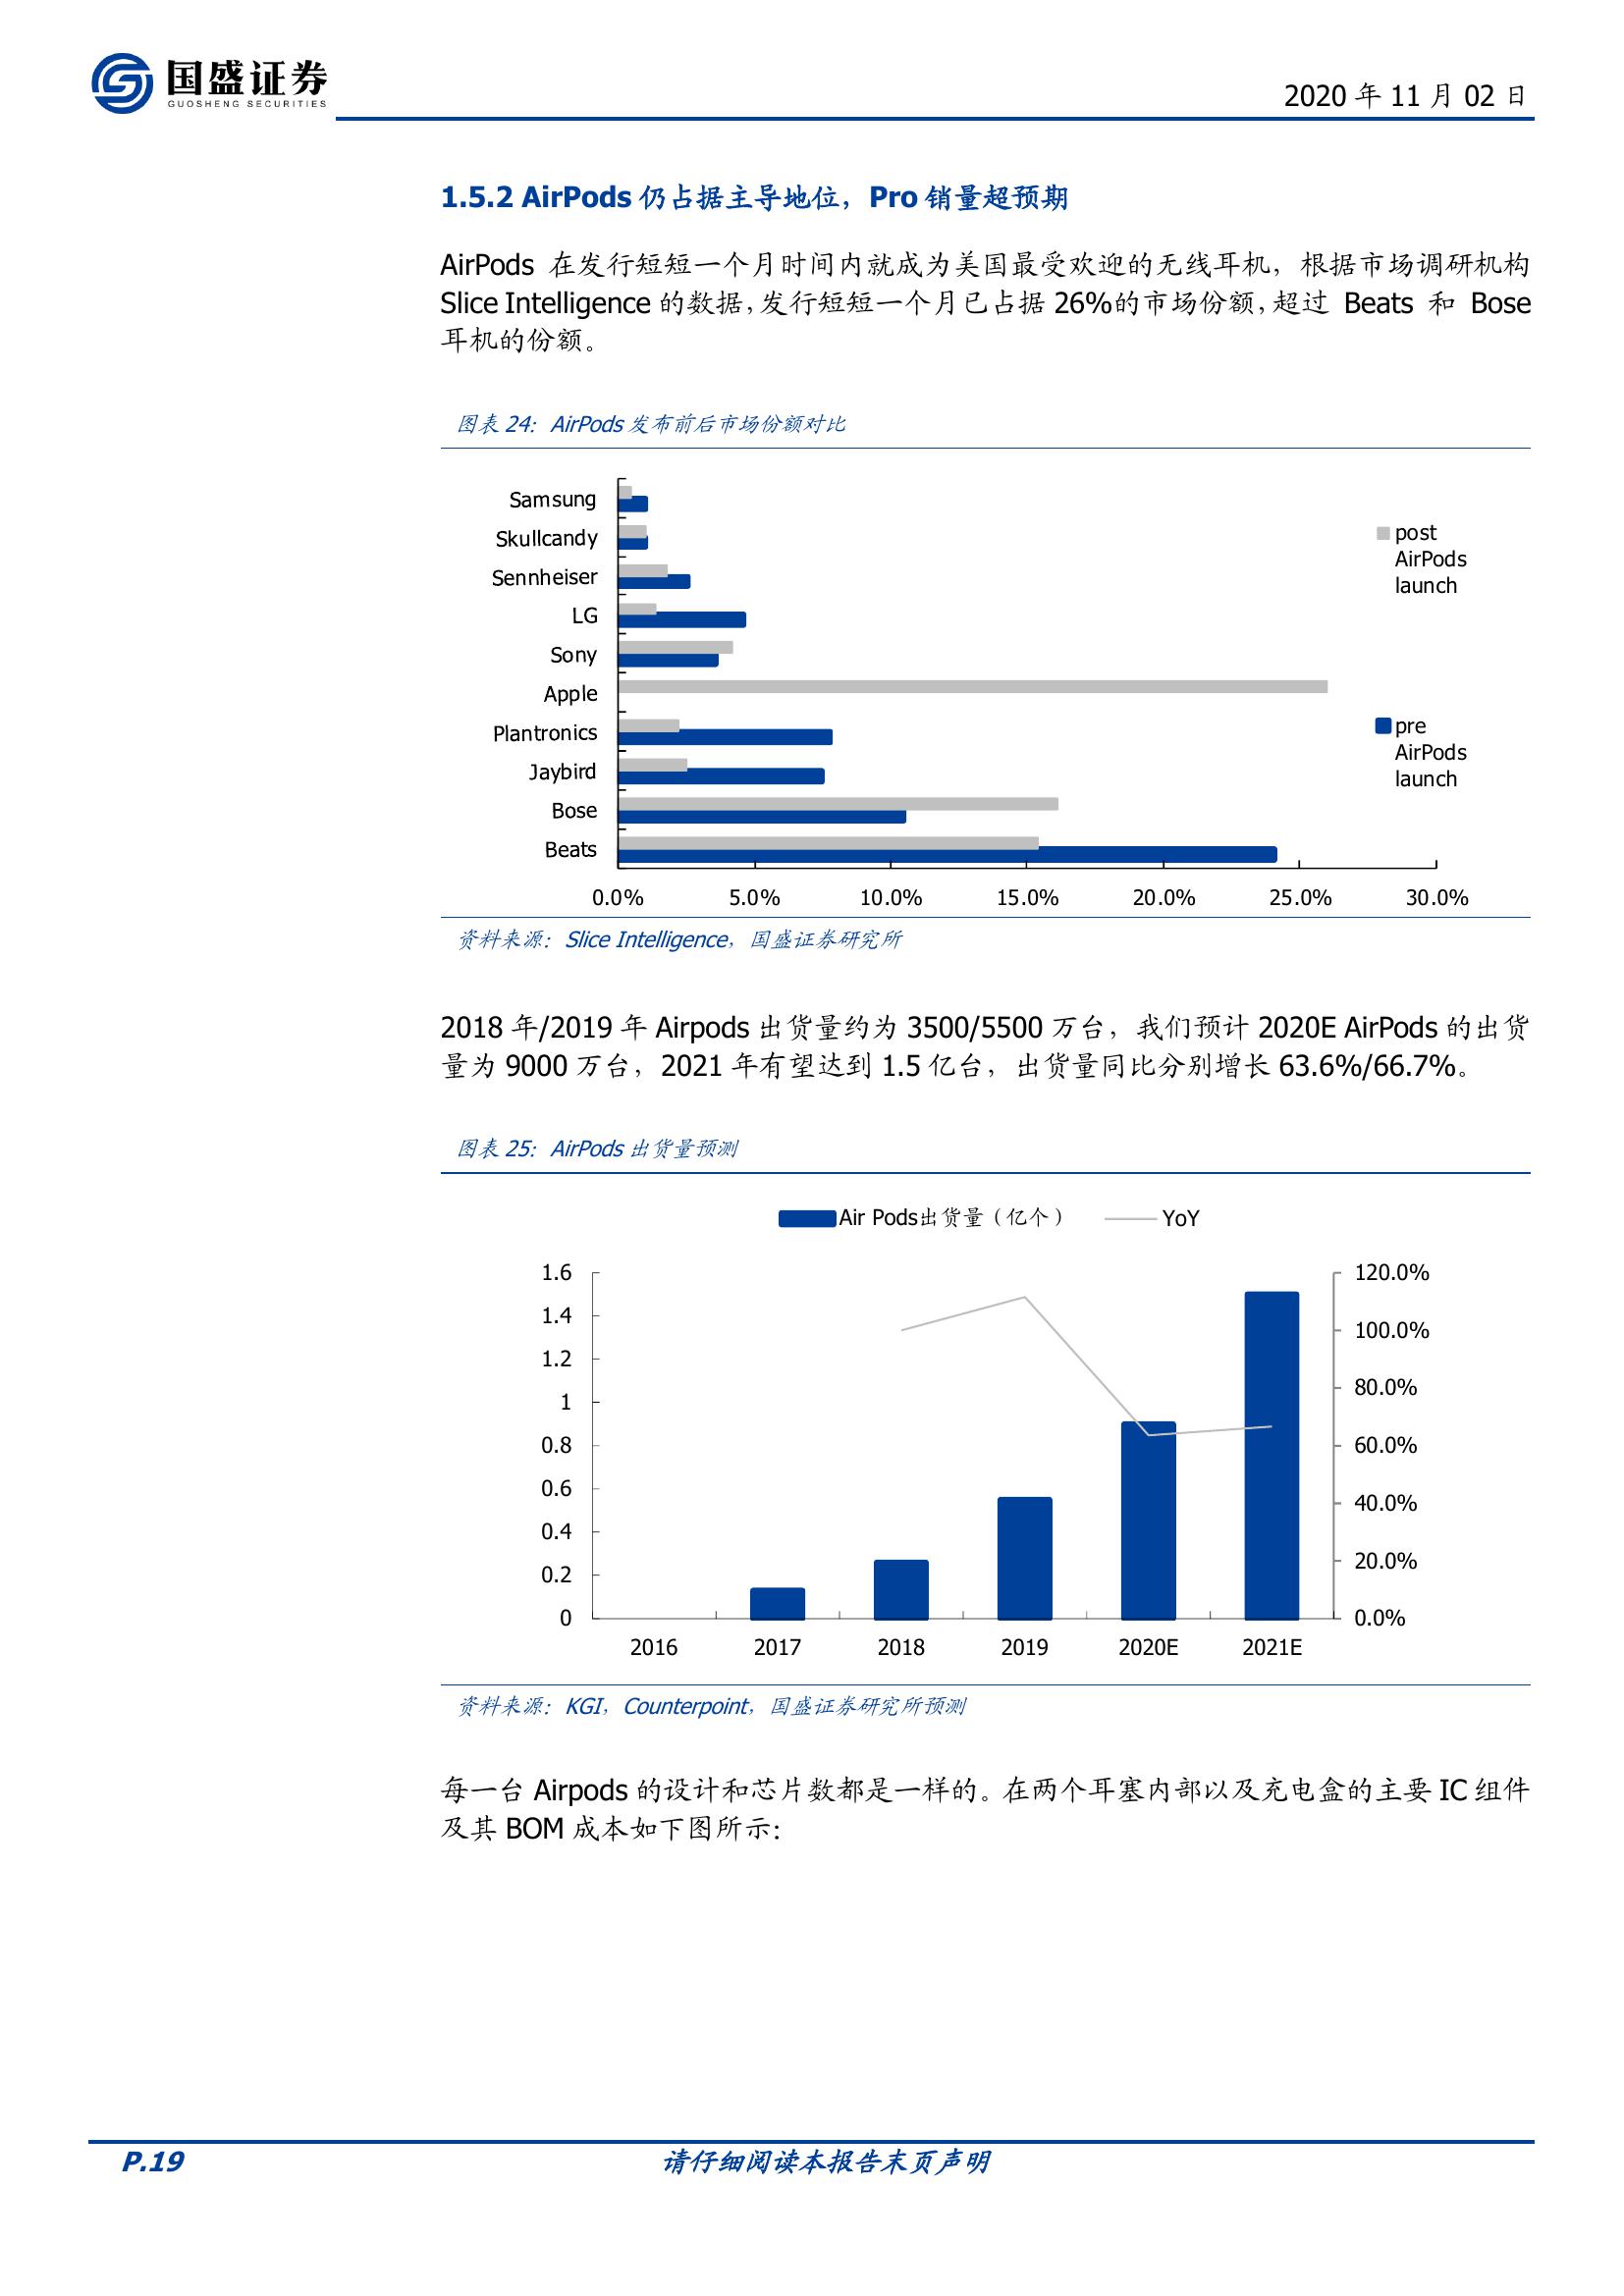 国盛证券
GUOSHENG SECURITIES
2020 年 11 月 02 日
1.5.2 AirPods 仍占据主导地位，Pro 销量超预期
AirPods 在发行短短一个月时间内就成为美国最受欢迎的无线耳机，根据市场调研机构
Slice Intelligence 的数据，发行短短一个月已占据 26%的市场份额，超过 Beats 和 Bose
耳机的份额。
图表 24：AirPods 发布前后市场份额对比
Samsung
Skullcandy
Sennheiser
LG
Sony
Apple
Plantronics
Jaybird
Bose
Beats
post
AirPods
launch
pre
AirPods
launch
0.0% 5.0% 10.0% 15.0% 20.0% 25.0% 30.0%
资料来源：Slice Intelligence，国盛证券研究所
2018 年/2019 年 Airpods 出货量约为 3500/5500 万台，我们预计 2020E AirPods 的出货
量为 9000 万台，2021 年有望达到 1.5 亿台，出货量同比分别增长 63.6%/66.7%。
图表 25：AirPods 出货量预测
Air Pods出货量（亿个） YoY
1.6 120.0%
1.4
100.0%
1.2
80.0%
1
0.8 60.0%
0.6
40.0%
0.4
20.0%
0.2
0 0.0%
2016 2017 2018 2019 2020E 2021E
资料来源：KGI，Counterpoint，国盛证券研究所预测
每一台 Airpods 的设计和芯片数都是一样的。在两个耳塞内部以及充电盒的主要 IC 组件
及其 BOM 成本如下图所示：
P.19 请仔细阅读本报告末页声明